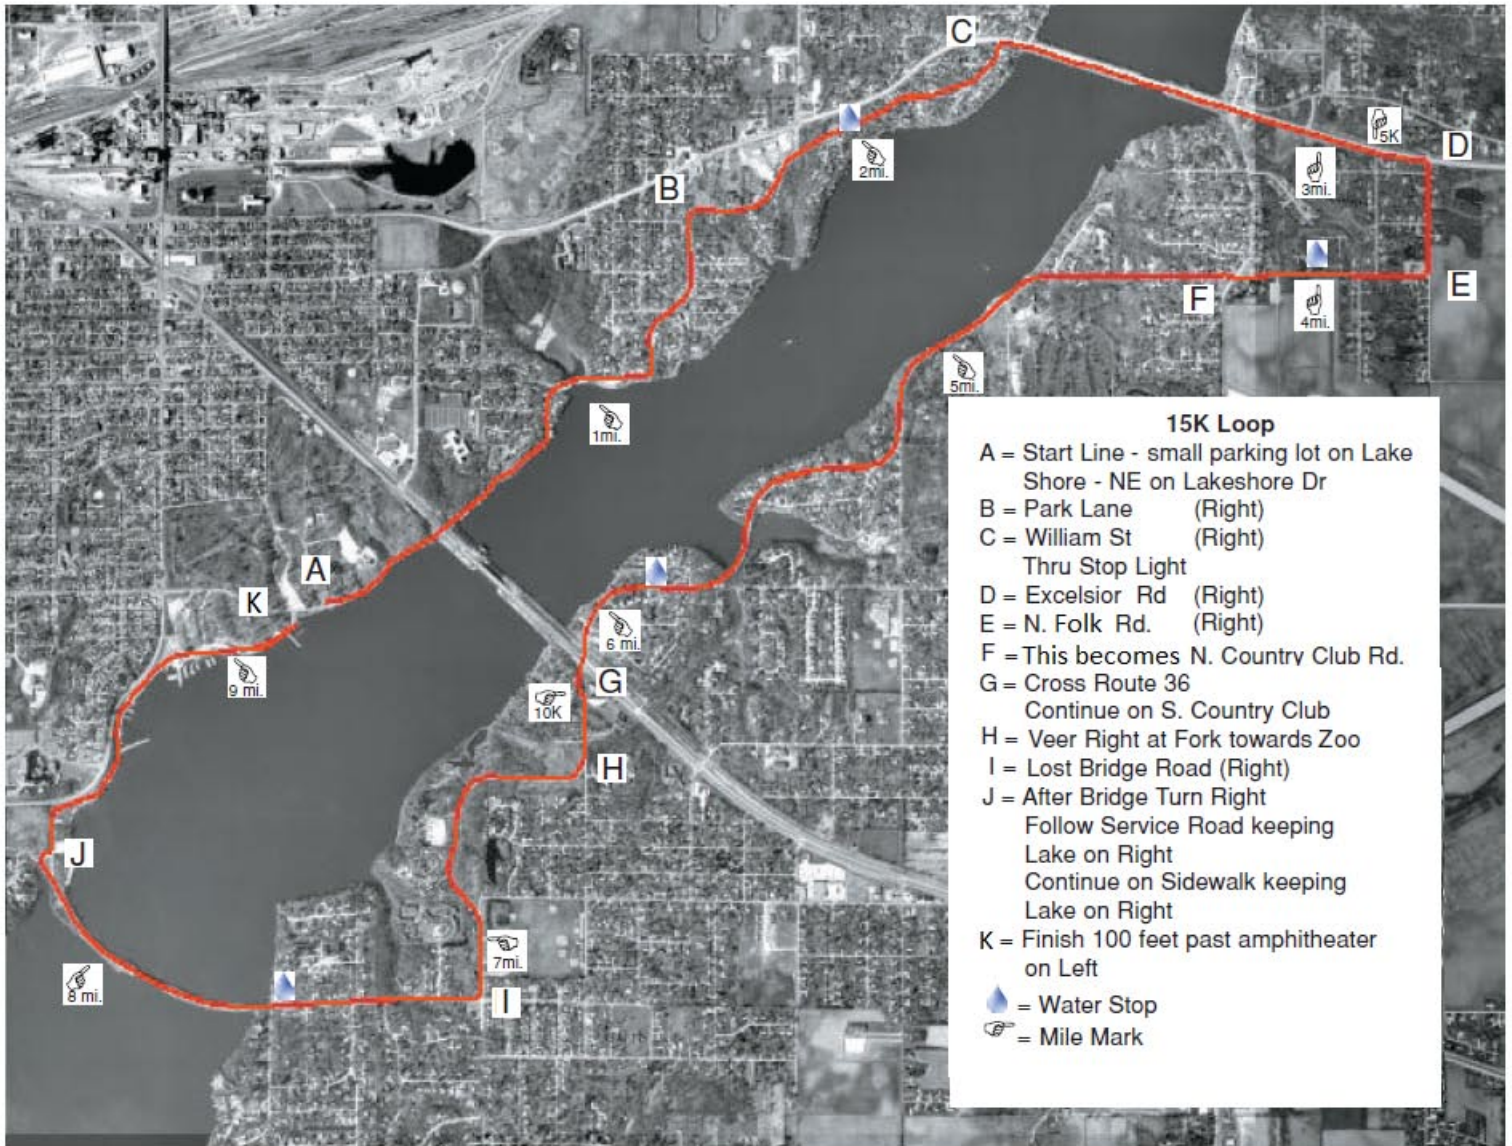 C
5K
D
2mi.
3mi.
B
E
F
4mi.
5mi.
1mi.
15K Loop
A = Start Line - small parking lot on Lake
Shore - NE on Lakeshore Dr
B = Park Lane (Right)
C = William St (Right)
Thru Stop Light
D = Excelsior Rd (Right)
E = N. Folk Rd. (Right)
F = This becomes N. Country Club Rd.
G = Cross Route 36
Continue on S. Country Club
H = Veer Right at Fork towards Zoo
I = Lost Bridge Road (Right)
J = After Bridge Turn Right
Follow Service Road keeping
Lake on Right
Continue on Sidewalk keeping
Lake on Right
K = Finish 100 feet past amphitheater
on Left
= Water Stop
= Mile Mark
A
K
6 mi.
9 mi.
G
10K
H
J
7mi.
8 mi.
I